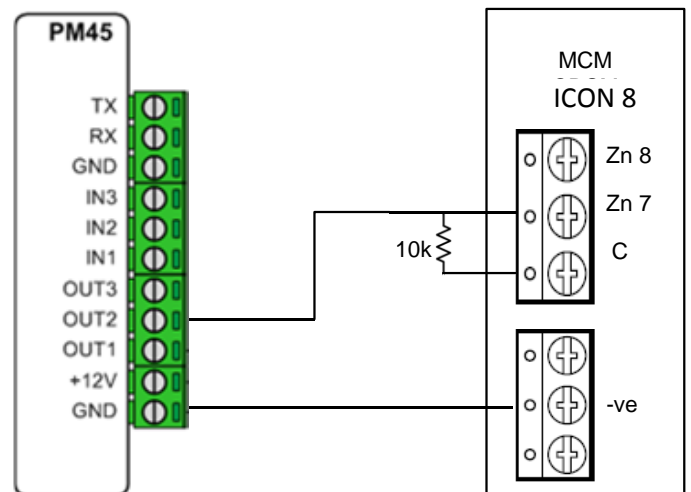 PM45
TX
RX
GND
IN3
IN2
IN1
OUT3
OUT2
OUT1
+12V
GND
10k
MCM
ICON 8
Zn 8
Zn 7
C
-ve